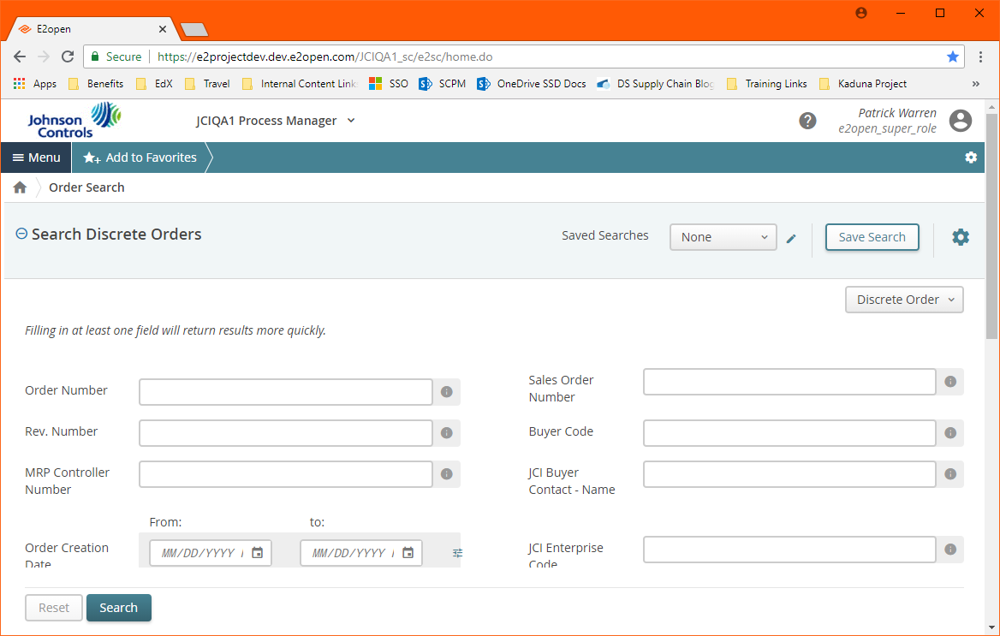 E2open
Secure https://e2projectdev.dev.e2open.com/JCIQA1_sc/e2sc/home.do
Apps Benefits EdX Travel Internal Content Link SSO SCPM OneDrive SSD Docs DS Supply Chain Blog Training Links Kaduna Project »
Johnson Controls
JCIQA1 Process Manager
Patrick Warren
e2open_super_role
Menu Add to Favorites
Order Search
Search Discrete Orders
Saved Searches None Save Search
Discrete Order
Filling in at least one field will return results more quickly.
Order Number
Sales Order Number
Rev. Number
Buyer Code
MRP Controller Number
JCI Buyer Contact - Name
From: to:
Order Creation Date
MM/DD/YYYY MM/DD/YYYY
JCI Enterprise Code
Reset Search